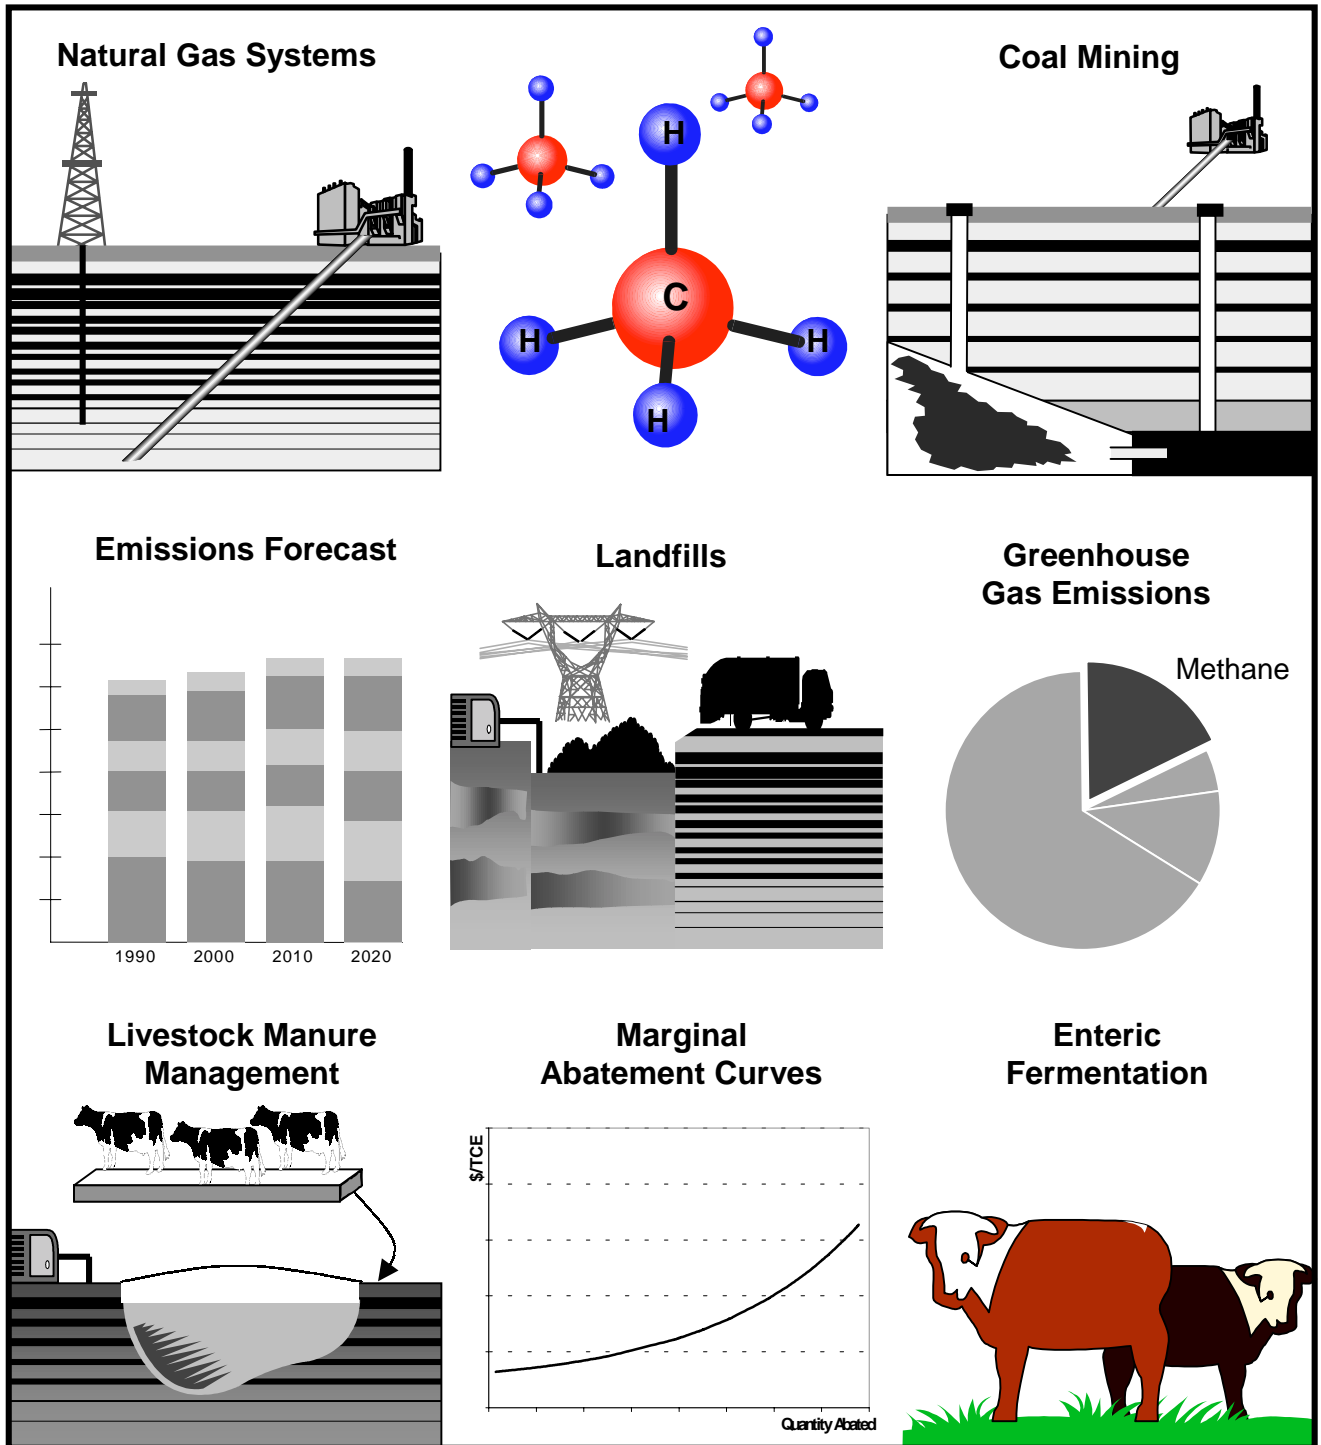 Natural Gas Systems
Coal Mining
H
C
H
H
H
Emissions Forecast
Landfills
Greenhouse
Gas Emissions
Methane
1990 2000 2010 2020
Livestock Manure
Management
Marginal
Abatement Curves
Enteric
Fermentation
$/TCE
Quantity Abated